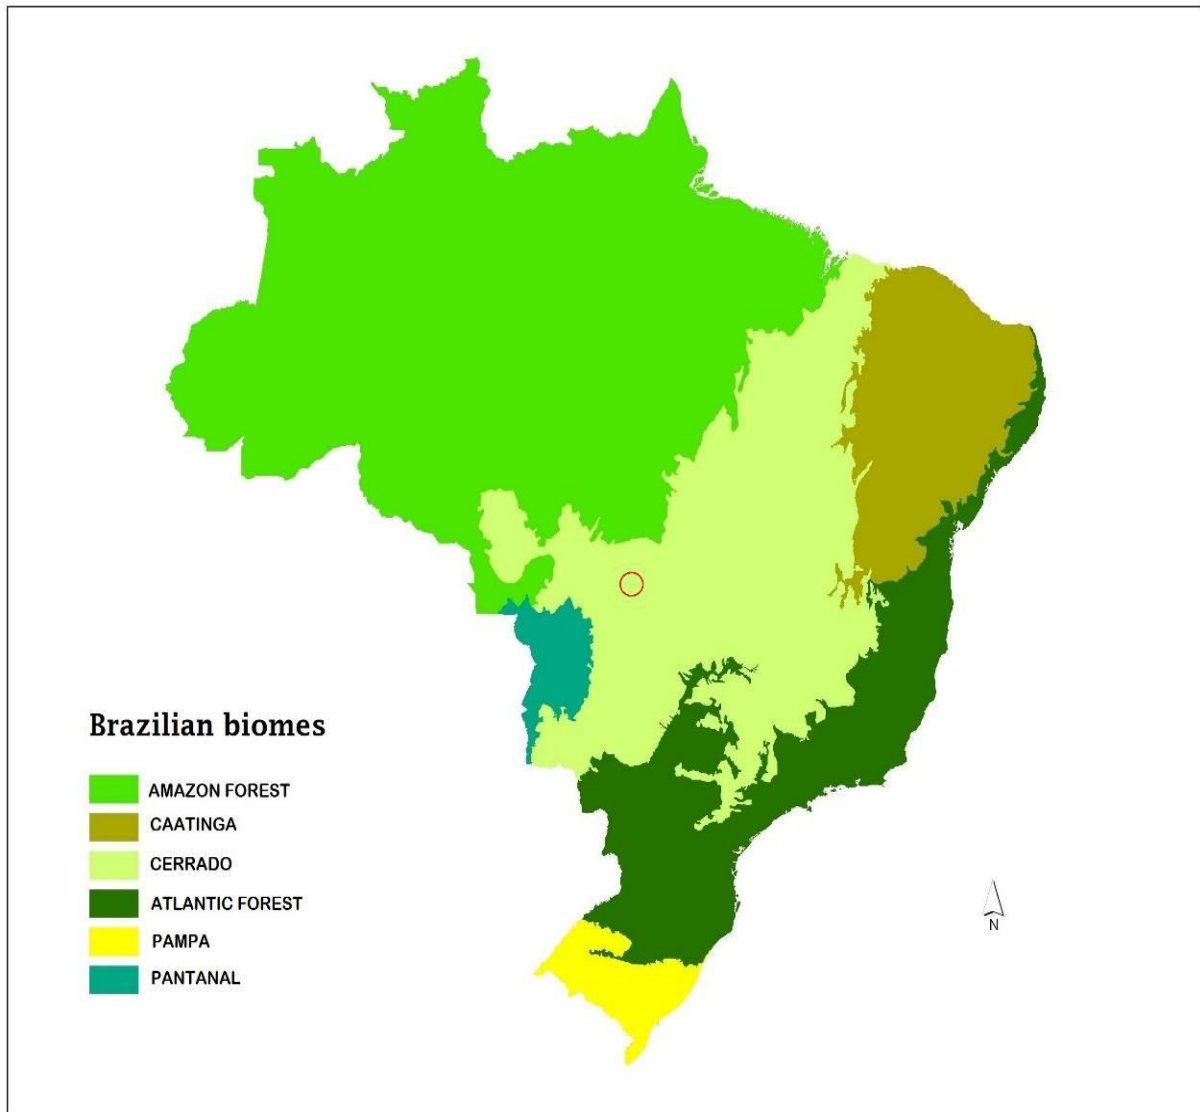 Brazilian biomes
AMAZON FOREST
CAATINGA
CERRADO
ATLANTIC FOREST
PAMPA
PANTANAL
N